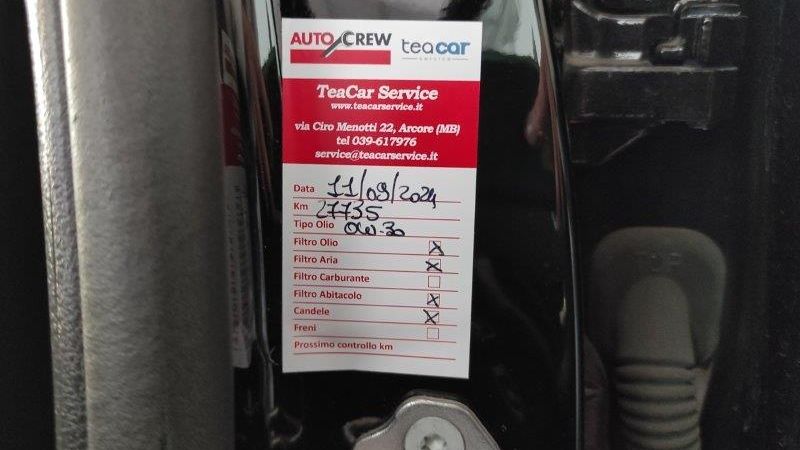 AUTO CREW teacar
SERVICE
TeaCar Service
www.teacarservice.it
via Ciro Menotti 22, Arcore (MB)
tel 039-617976
service@teacarservice.it
Data 11/09/2024
Km 27735
Tipo Olio 0W-30
Filtro Olio X
Filtro Aria X
Filtro Carburante
Filtro Abitacolo X
Candele X
Freni
Prossimo controllo km